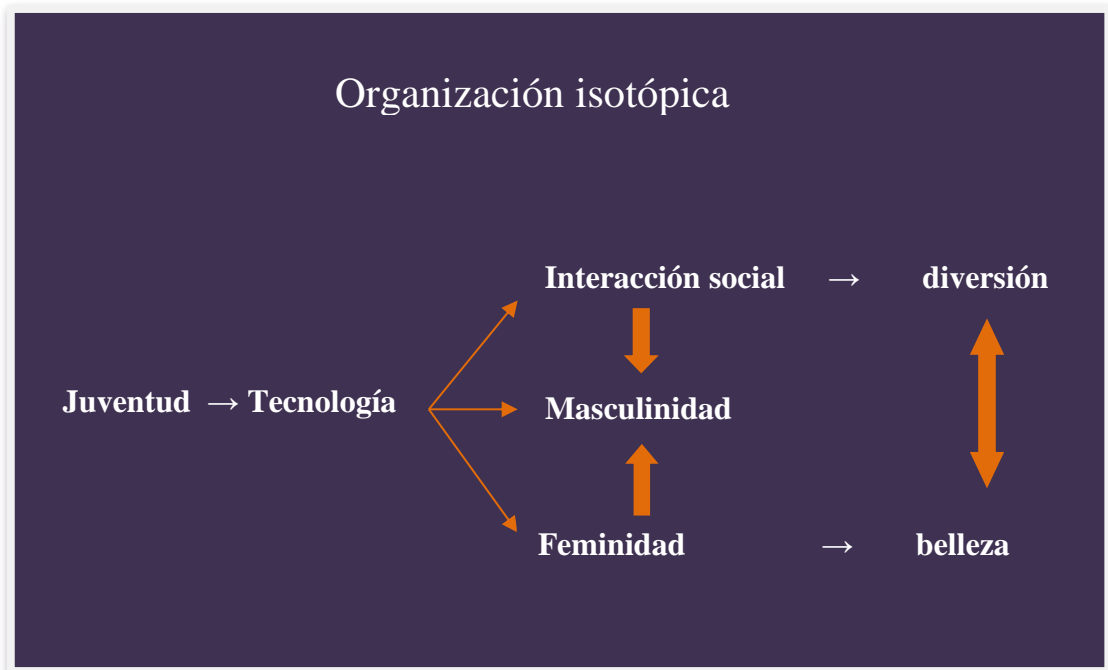 Organización isotópica
Interacción social → diversión
Juventud → Tecnología
Masculinidad
Feminidad → belleza